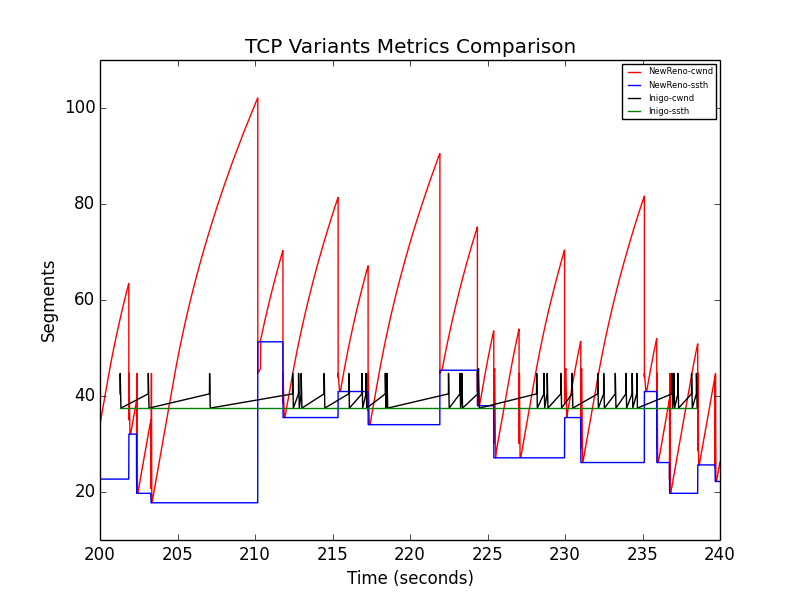 TCP Variants Metrics Comparison
NewReno-cwnd
NewReno-ssth
Inigo-cwnd
Inigo-ssth
100
80
60
40
20
Segments
200 205 210 215 220 225 230 235 240
Time (seconds)